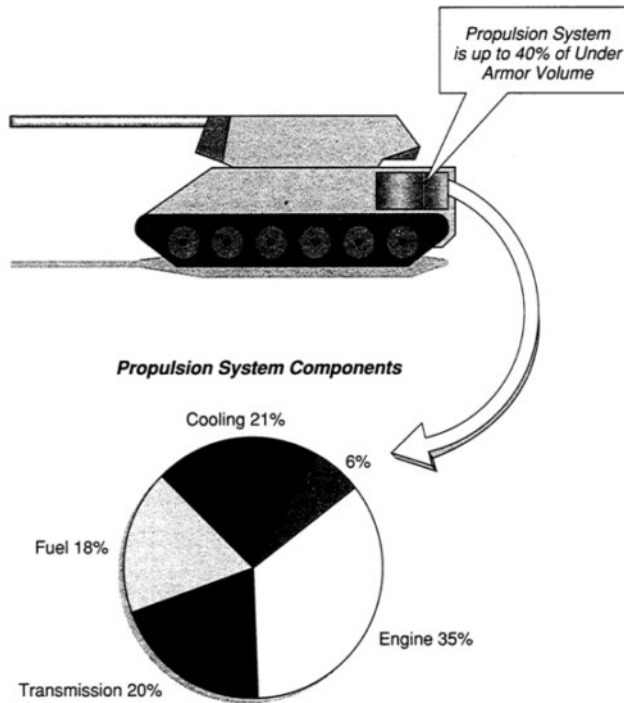 Propulsion System
is up to 40% of Under
Armor Volume
Propulsion System Components
Cooling 21%
6%
Fuel 18%
Engine 35%
Transmission 20%